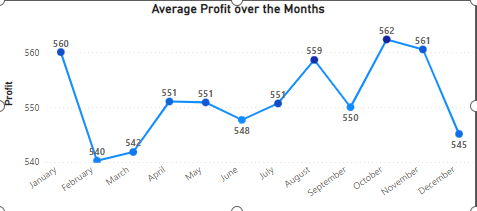 Average Profit over the Months
560
550
540
Profit
560
540
542
551
551
548
551
559
550
562
561
545
January
February
March
April
May
June
July
August
September
October
November
December